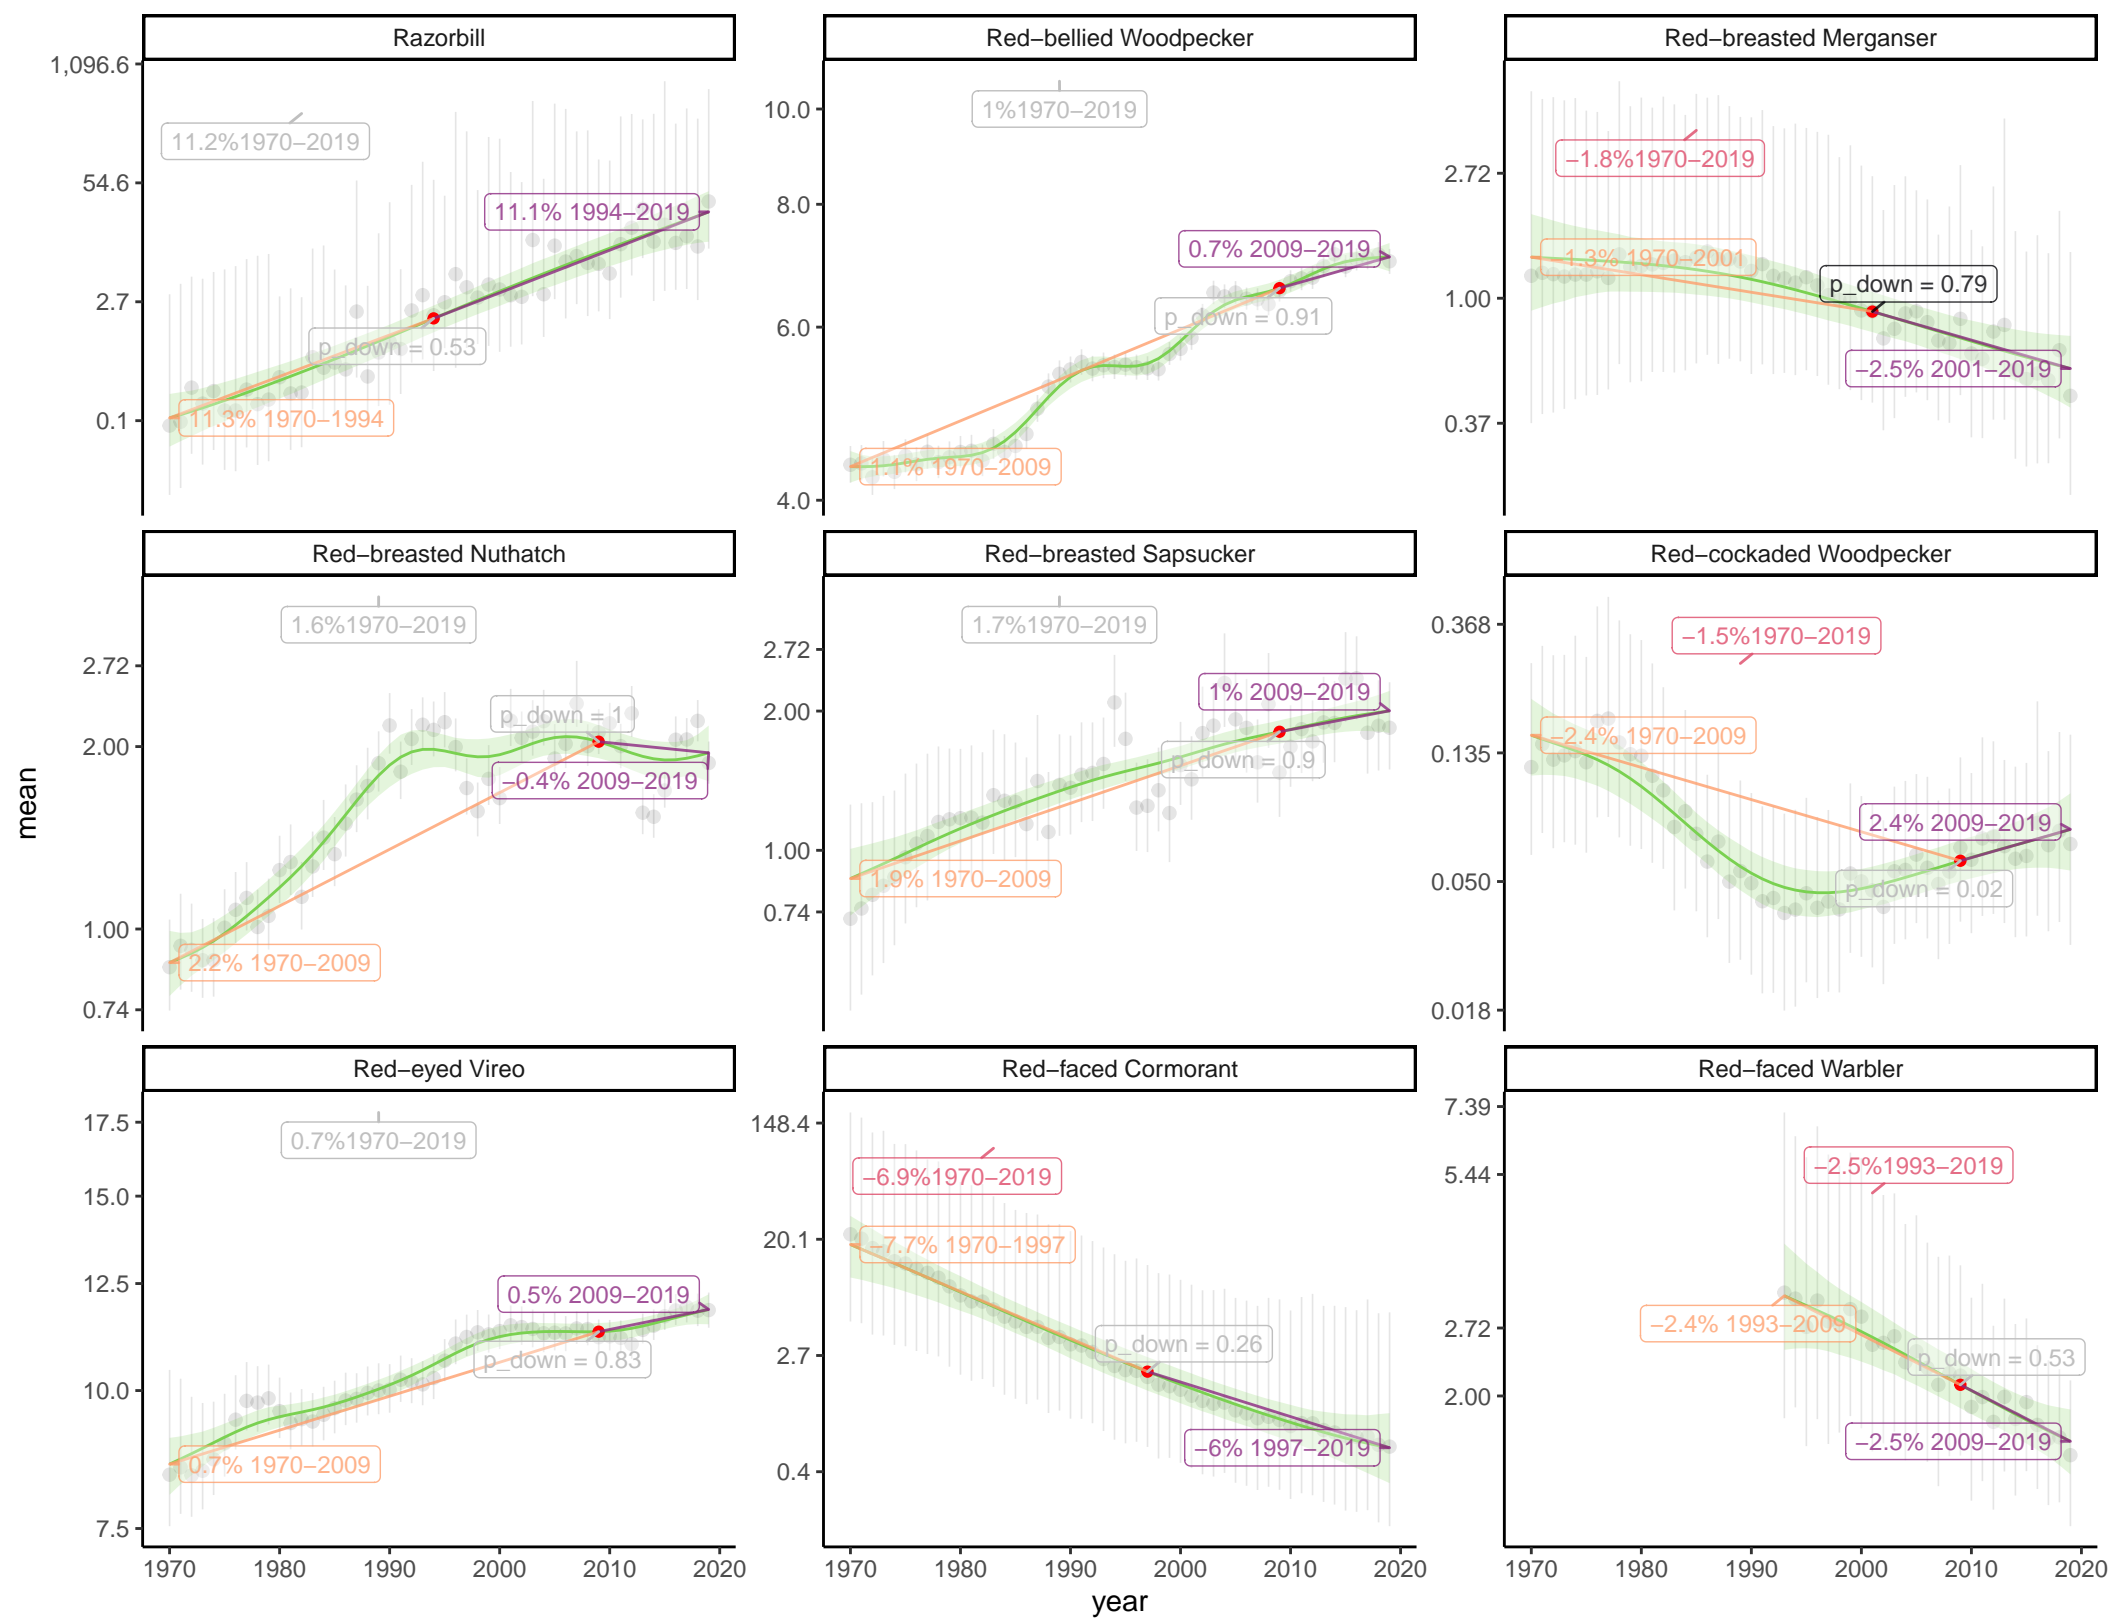 Razorbill
1,096.6
54.6
2.7
0.1
11.2%1970−2019
11.1% 1994−2019
p_down = 0.53
11.3% 1970−1994
Red−bellied Woodpecker
10.0
8.0
6.0
4.0
1%1970−2019
0.7% 2009−2019
p_down = 0.91
1.1% 1970−2009
Red−breasted Merganser
2.72
1.00
0.37
−1.8%1970−2019
−1.3% 1970−2001
p_down = 0.79
−2.5% 2001−2019
Red−breasted Nuthatch
2.72
2.00
1.00
0.74
1.6%1970−2019
p_down = 1
−0.4% 2009−2019
2.2% 1970−2009
Red−breasted Sapsucker
2.72
2.00
1.00
0.74
1.7%1970−2019
1% 2009−2019
p_down = 0.9
1.9% 1970−2009
Red−cockaded Woodpecker
0.368
0.135
0.050
0.018
−1.5%1970−2019
−2.4% 1970−2009
2.4% 2009−2019
p_down = 0.02
Red−eyed Vireo
17.5
15.0
12.5
10.0
7.5
0.7%1970−2019
0.5% 2009−2019
p_down = 0.83
0.7% 1970−2009
1970 1980 1990 2000 2010 2020
Red−faced Cormorant
148.4
20.1
2.7
0.4
−6.9%1970−2019
−7.7% 1970−1997
p_down = 0.26
−6% 1997−2019
1970 1980 1990 2000 2010 2020
Red−faced Warbler
7.39
5.44
2.72
2.00
−2.5%1993−2019
−2.4% 1993−2009
p_down = 0.53
−2.5% 2009−2019
1970 1980 1990 2000 2010 2020
mean
year